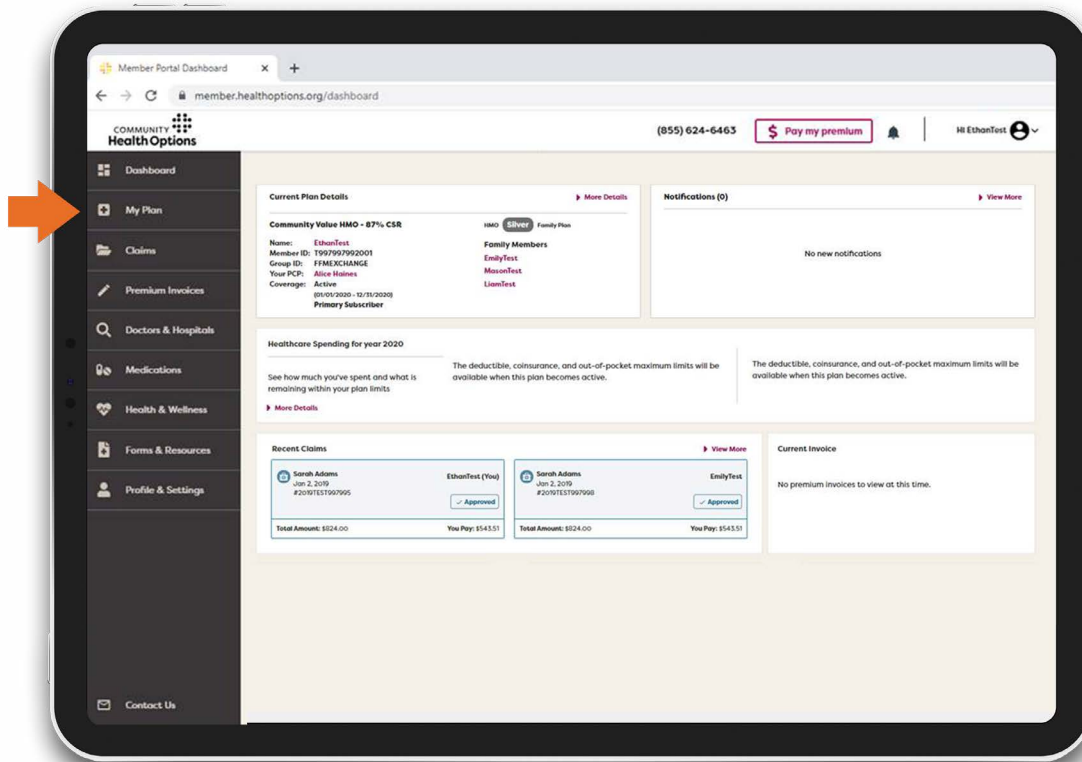 Member Portal Dashboard
member.healthoptions.org/dashboard
COMMUNITY
HealthOptions
(855) 624-6463
$ Pay my premium
Hi EthanTest
Dashboard
My Plan
Claims
Premium Invoices
Doctors & Hospitals
Medications
Health & Wellness
Forms & Resources
Profile & Settings
Contact Us
Current Plan Details
More Details
Community Value HMO - 87% CSR
HMO Silver Family Plan
Name: EthanTest
Member ID: T997997992001
Group ID: FFMEXCHANGE
Your PCP: Alice Haines
Coverage: Active
(01/01/2020 - 12/31/2020)
Primary Subscriber
Family Members
EmilyTest
MasonTest
LiamTest
Notifications (0)
View More
No new notifications
Healthcare Spending for year 2020
See how much you've spent and what is
remaining within your plan limits
More Details
The deductible, coinsurance, and out-of-pocket maximum limits will be
available when this plan becomes active.
The deductible, coinsurance, and out-of-pocket maximum limits will be
available when this plan becomes active.
Recent Claims
View More
Sarah Adams
Jan 2, 2019
#2019TEST997995
EthanTest (You)
Approved
Total Amount: $824.00
You Pay: $543.51
Sarah Adams
Jan 2, 2019
#2019TEST997998
EmilyTest
Approved
Total Amount: $824.00
You Pay: $543.51
Current Invoice
No premium invoices to view at this time.